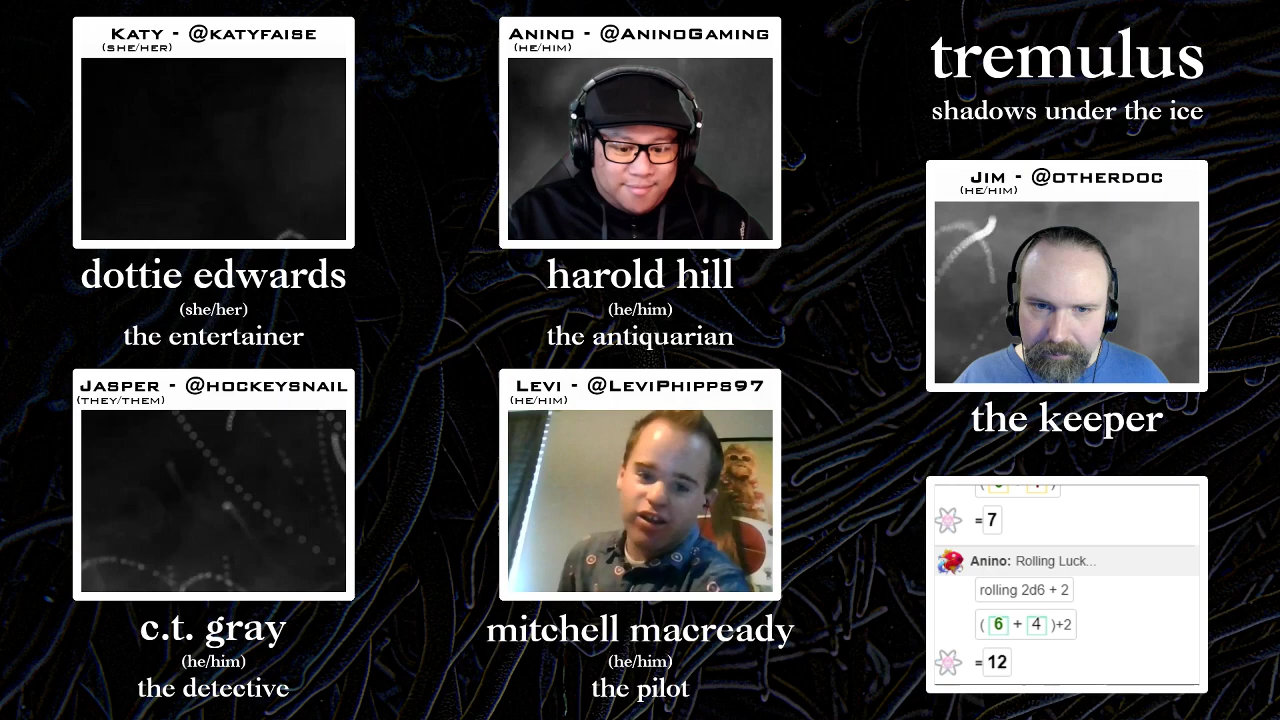 Katy - @katyfaise
(she/her)
dottie edwards
(she/her)
the entertainer
Anino - @AninoGaming
(he/him)
harold hill
(he/him)
the antiquarian
tremulus
shadows under the ice
Jim - @otherdoc
(he/him)
the keeper
Jasper - @hockeysnail
(they/them)
c.t. gray
(he/him)
the detective
Levi - @LeviPhipps97
(he/him)
mitchell macready
(he/him)
the pilot
=7
Anino: Rolling Luck...
rolling 2d6 + 2
(6 + 4)+2
=12